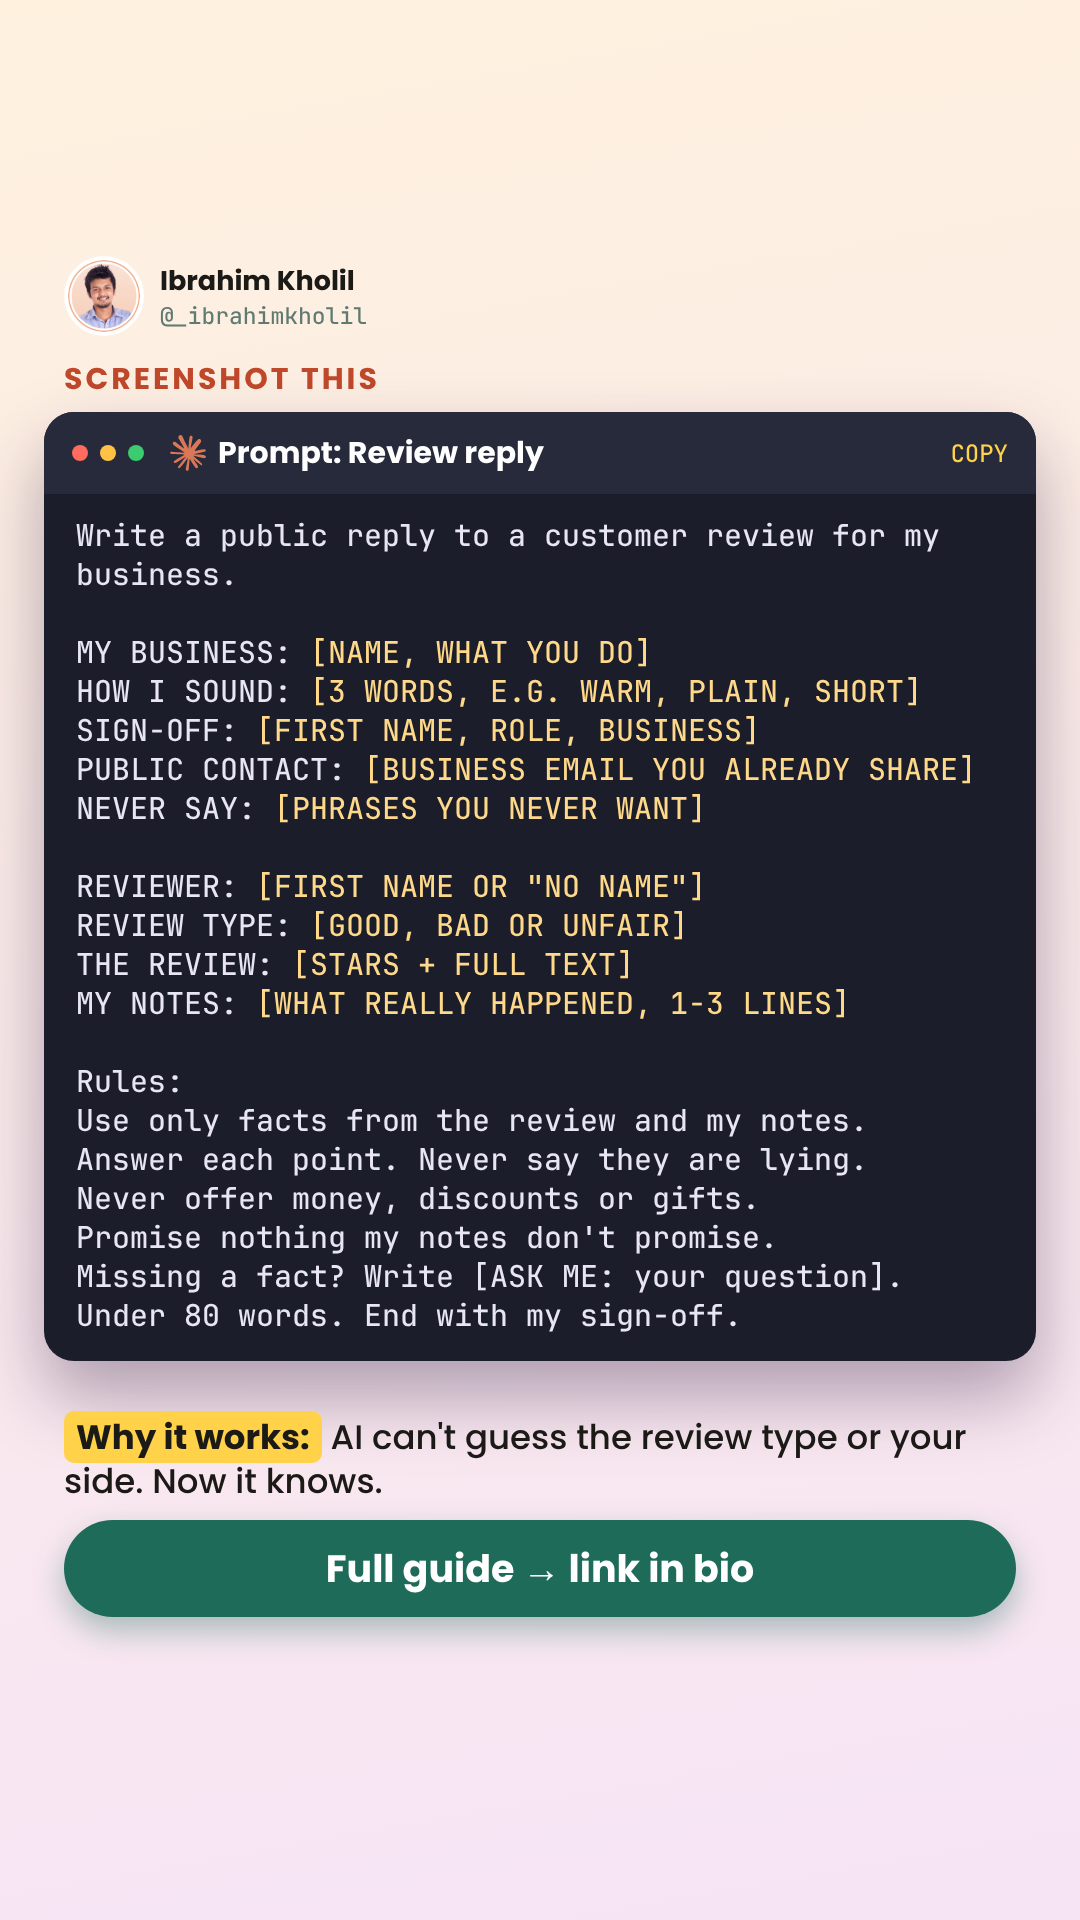 Ibrahim Kholil
@_ibrahimkholil
SCREENSHOT THIS
Prompt: Review reply
COPY
Write a public reply to a customer review for my
business.
MY BUSINESS: [NAME, WHAT YOU DO]
HOW I SOUND: [3 WORDS, E.G. WARM, PLAIN, SHORT]
SIGN-OFF: [FIRST NAME, ROLE, BUSINESS]
PUBLIC CONTACT: [BUSINESS EMAIL YOU ALREADY SHARE]
NEVER SAY: [PHRASES YOU NEVER WANT]
REVIEWER: [FIRST NAME OR "NO NAME"]
REVIEW TYPE: [GOOD, BAD OR UNFAIR]
THE REVIEW: [STARS + FULL TEXT]
MY NOTES: [WHAT REALLY HAPPENED, 1-3 LINES]
Rules:
Use only facts from the review and my notes.
Answer each point. Never say they are lying.
Never offer money, discounts or gifts.
Promise nothing my notes don't promise.
Missing a fact? Write [ASK ME: your question].
Under 80 words. End with my sign-off.
Why it works: AI can't guess the review type or your
side. Now it knows.
Full guide → link in bio